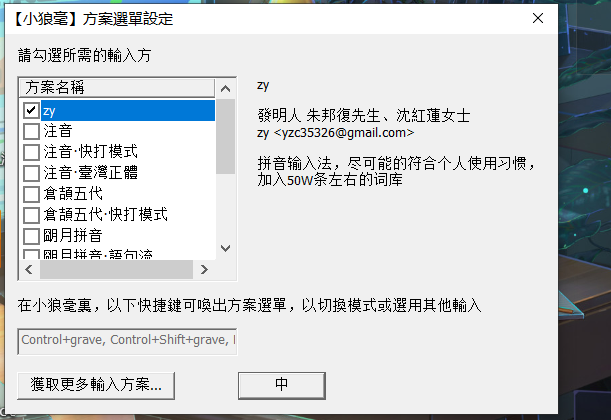 【小狼毫】方案選單設定
請勾選所需的輸入方
方案名稱
zy
注音
注音·快打模式
注音·臺灣正體
倉頡五代
倉頡五代·快打模式
朙月拼音
朙月拼音·語句流
zy
發明人 朱邦復先生、沈紅蓮女士
zy <yzc35326@gmail.com>
拼音输入法，尽可能的符合个人使用习惯，
加入50W条左右的词库
在小狼毫裏，以下快捷鍵可喚出方案選單，以切換模式或選用其他輸入
Control+grave, Control+Shift+grave,
獲取更多輸入方案...
中